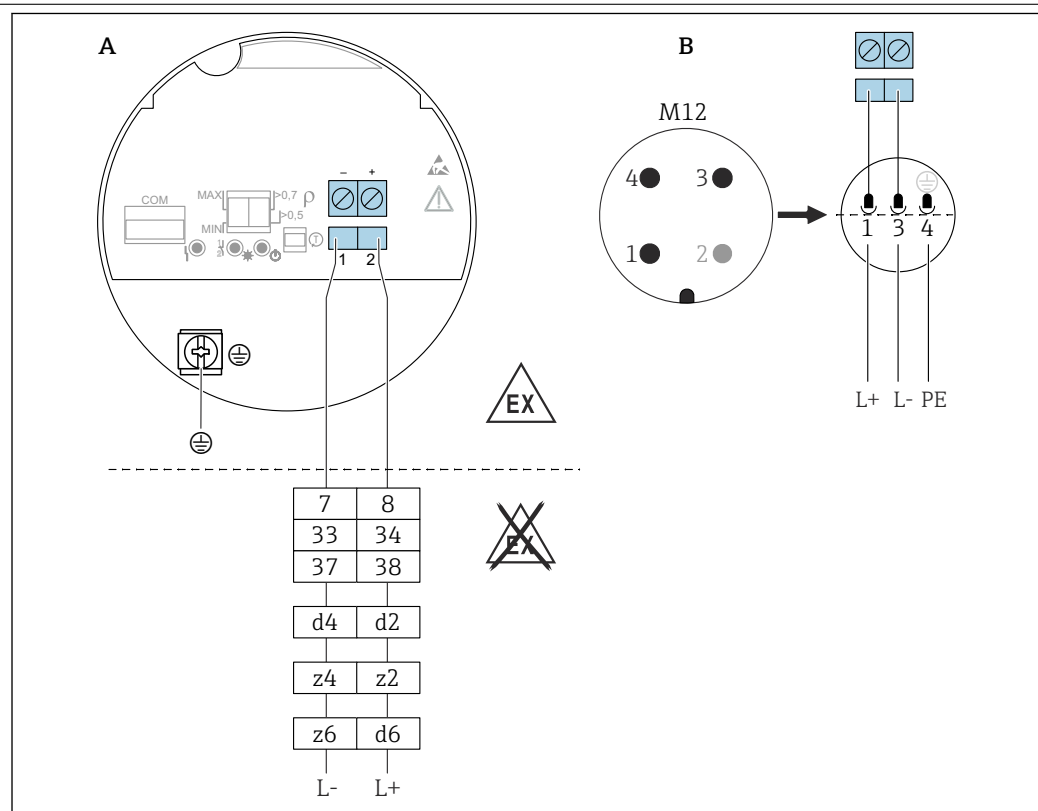 A
B
M12
– +
COM
MAX
>0,7 ρ
>0,5
MIN
1 2
T
4 3
1 2
1 3 4
L+ L- PE
EX
7 8
33 34
37 38
EX
d4 d2
z4 z2
z6 d6
L- L+